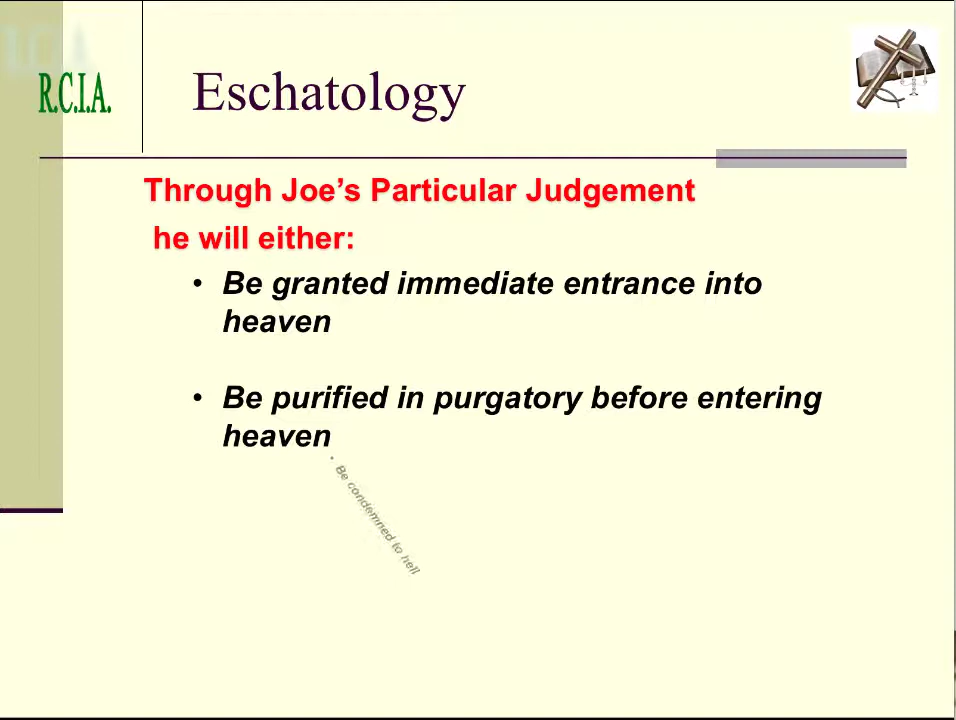 R.C.I.A.
Eschatology
Through Joe’s Particular Judgement
he will either:
• Be granted immediate entrance into
heaven
• Be purified in purgatory before entering
heaven
• Be condemned to hell